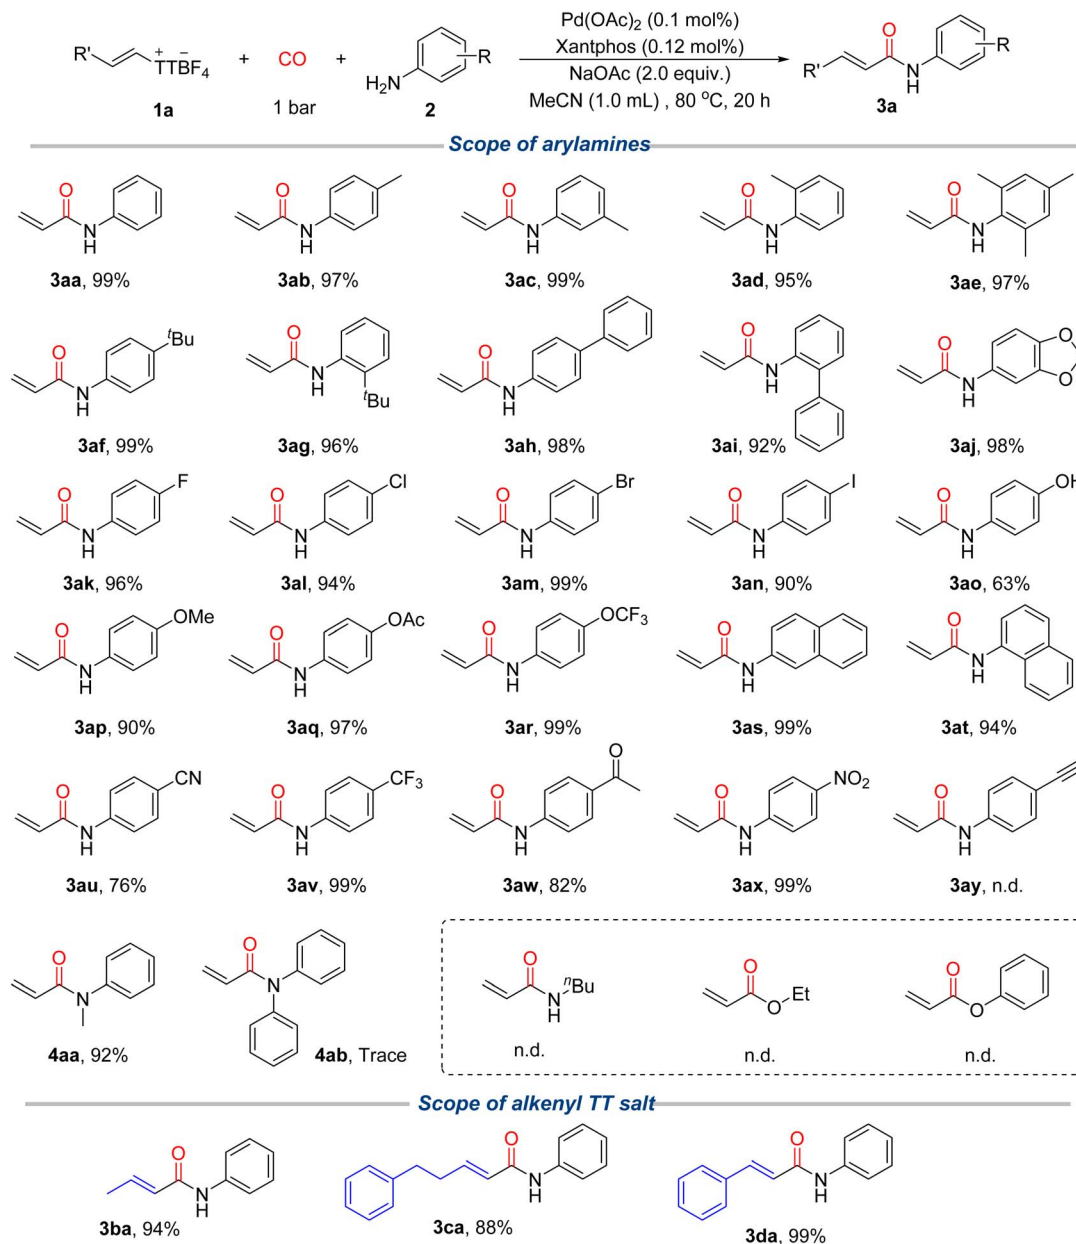 Pd(OAc)₂ (0.1 mol%)
R' + TT⁻BF₄ + CO + H₂N R Xantphos (0.12 mol%) R' O N H R
NaOAc (2.0 equiv.)
1a 1 bar 2 MeCN (1.0 mL) , 80 °C, 20 h 3a
Scope of arylamines
O N H O N H O N H O N H O N H
3aa, 99% 3ab, 97% 3ac, 99% 3ad, 95% 3ae, 97%
O N H ᵗBu O N H ᵗBu O N H O N H O N H O O
3af, 99% 3ag, 96% 3ah, 98% 3ai, 92% 3aj, 98%
O N H F O N H Cl O N H Br O N H I O N H OH
3ak, 96% 3al, 94% 3am, 99% 3an, 90% 3ao, 63%
O N H OMe O N H OAc O N H OCF₃ O N H O N H
3ap, 90% 3aq, 97% 3ar, 99% 3as, 99% 3at, 94%
O N H CN O N H CF₃ O N H O O N H NO₂ O N H
3au, 76% 3av, 99% 3aw, 82% 3ax, 99% 3ay, n.d.
O N O N O N H ⁿBu O O Et O O
4aa, 92% 4ab, Trace n.d. n.d. n.d.
Scope of alkenyl TT salt
O N H O N H O N H
3ba, 94% 3ca, 88% 3da, 99%